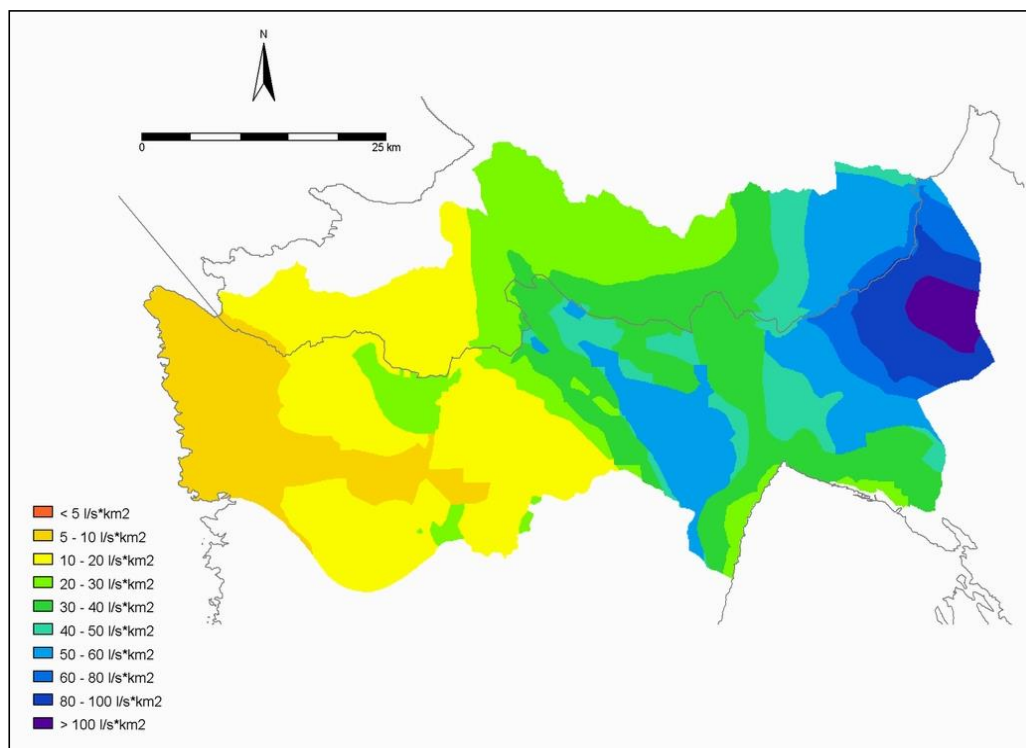 N
0 25 km
< 5 l/s*km2
5 - 10 l/s*km2
10 - 20 l/s*km2
20 - 30 l/s*km2
30 - 40 l/s*km2
40 - 50 l/s*km2
50 - 60 l/s*km2
60 - 80 l/s*km2
80 - 100 l/s*km2
> 100 l/s*km2